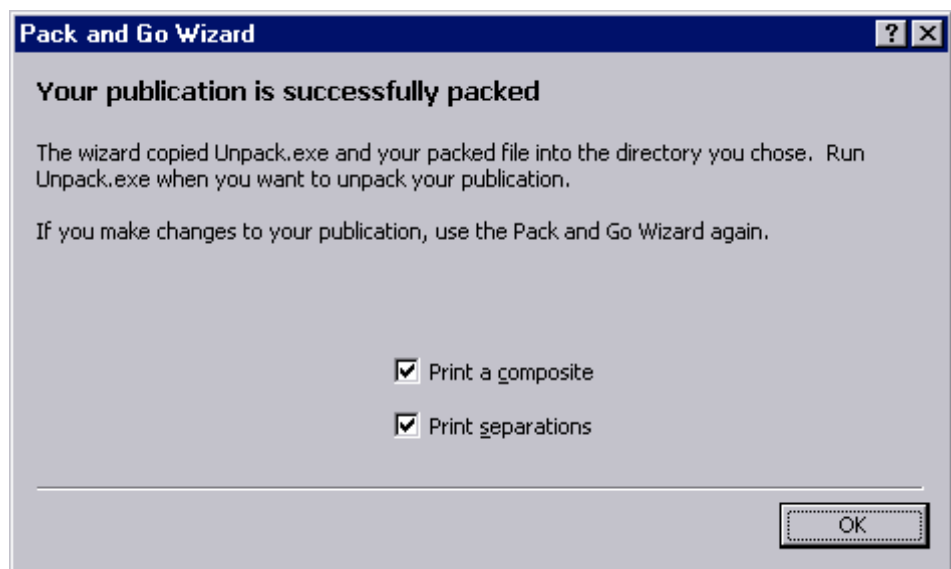 Pack and Go Wizard
Your publication is successfully packed
The wizard copied Unpack.exe and your packed file into the directory you chose.  Run
Unpack.exe when you want to unpack your publication.
If you make changes to your publication, use the Pack and Go Wizard again.
Print a composite
Print separations
OK